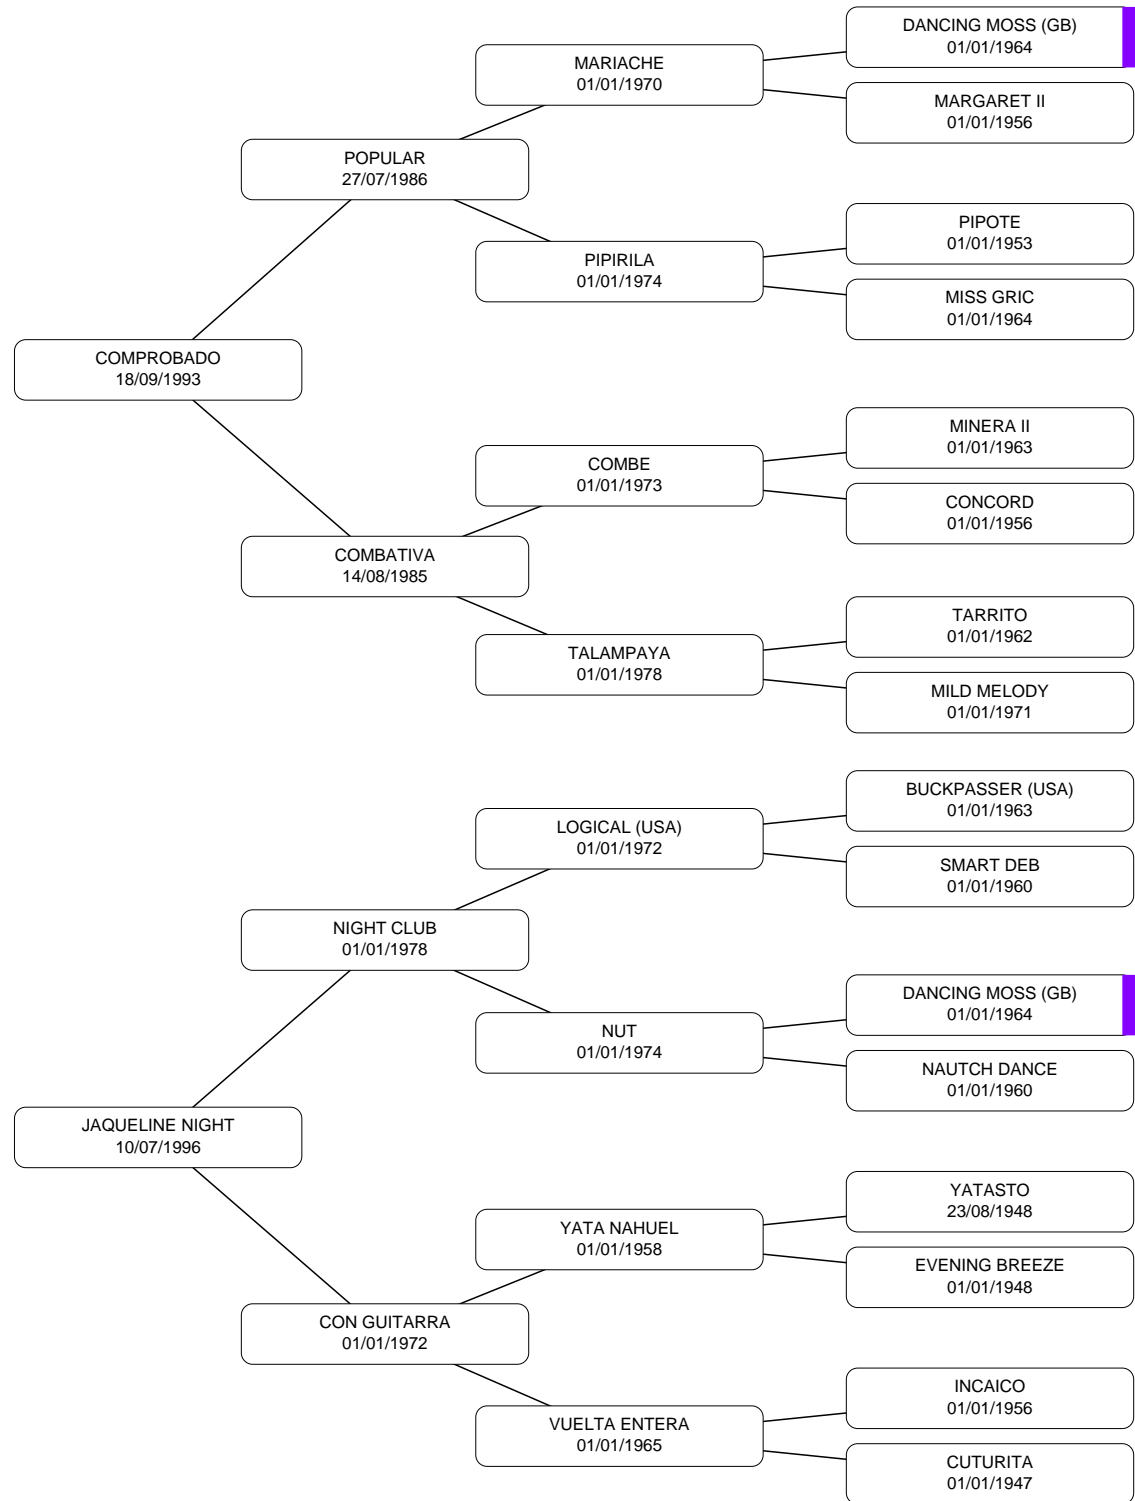 DANCING MOSS (GB)
01/01/1964
MARIACHE
01/01/1970
MARGARET II
01/01/1956
POPULAR
27/07/1986
PIPOTE
01/01/1953
PIPIRILA
01/01/1974
MISS GRIC
01/01/1964
COMPROBADO
18/09/1993
MINERA II
01/01/1963
COMBE
01/01/1973
CONCORD
01/01/1956
COMBATIVA
14/08/1985
TARRITO
01/01/1962
TALAMPAYA
01/01/1978
MILD MELODY
01/01/1971
BUCKPASSER (USA)
01/01/1963
LOGICAL (USA)
01/01/1972
SMART DEB
01/01/1960
NIGHT CLUB
01/01/1978
DANCING MOSS (GB)
01/01/1964
NUT
01/01/1974
NAUTCH DANCE
01/01/1960
JAQUELINE NIGHT
10/07/1996
YATASTO
23/08/1948
YATA NAHUEL
01/01/1958
EVENING BREEZE
01/01/1948
CON GUITARRA
01/01/1972
INCAICO
01/01/1956
VUELTA ENTERA
01/01/1965
CUTURITA
01/01/1947